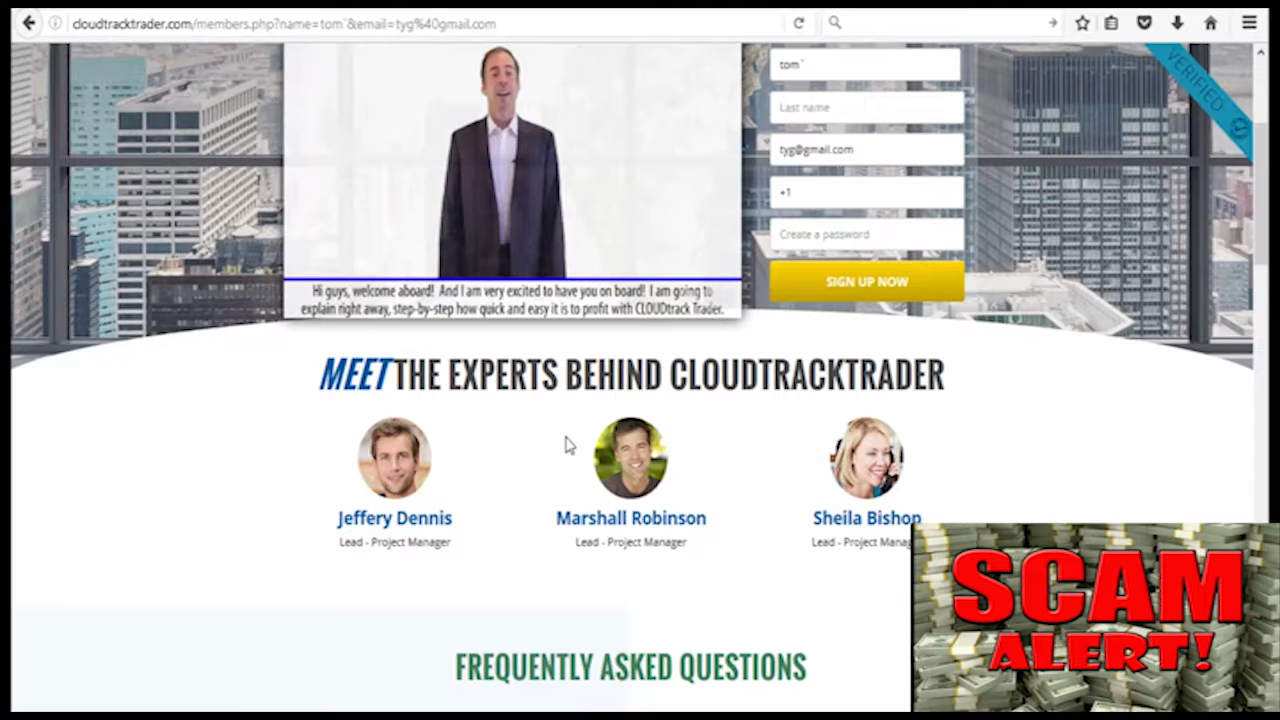 cloudtracktrader.com/members.php?name=tom`&email=tyg%40gmail.com
VERIFIED
tom`
Last name
tyg@gmail.com
+1
Create a password
SIGN UP NOW
Hi guys, welcome aboard! And I am very excited to have you on board! I am going to
explain right away, step-by-step how quick and easy it is to profit with CLOUDtrack Trader.
MEET THE EXPERTS BEHIND CLOUDTRACKTRADER
Jeffery Dennis
Marshall Robinson
Sheila Bishop
Lead - Project Manager
Lead - Project Manager
Lead - Project Manag
SCAM
ALERT!
FREQUENTLY ASKED QUESTIONS